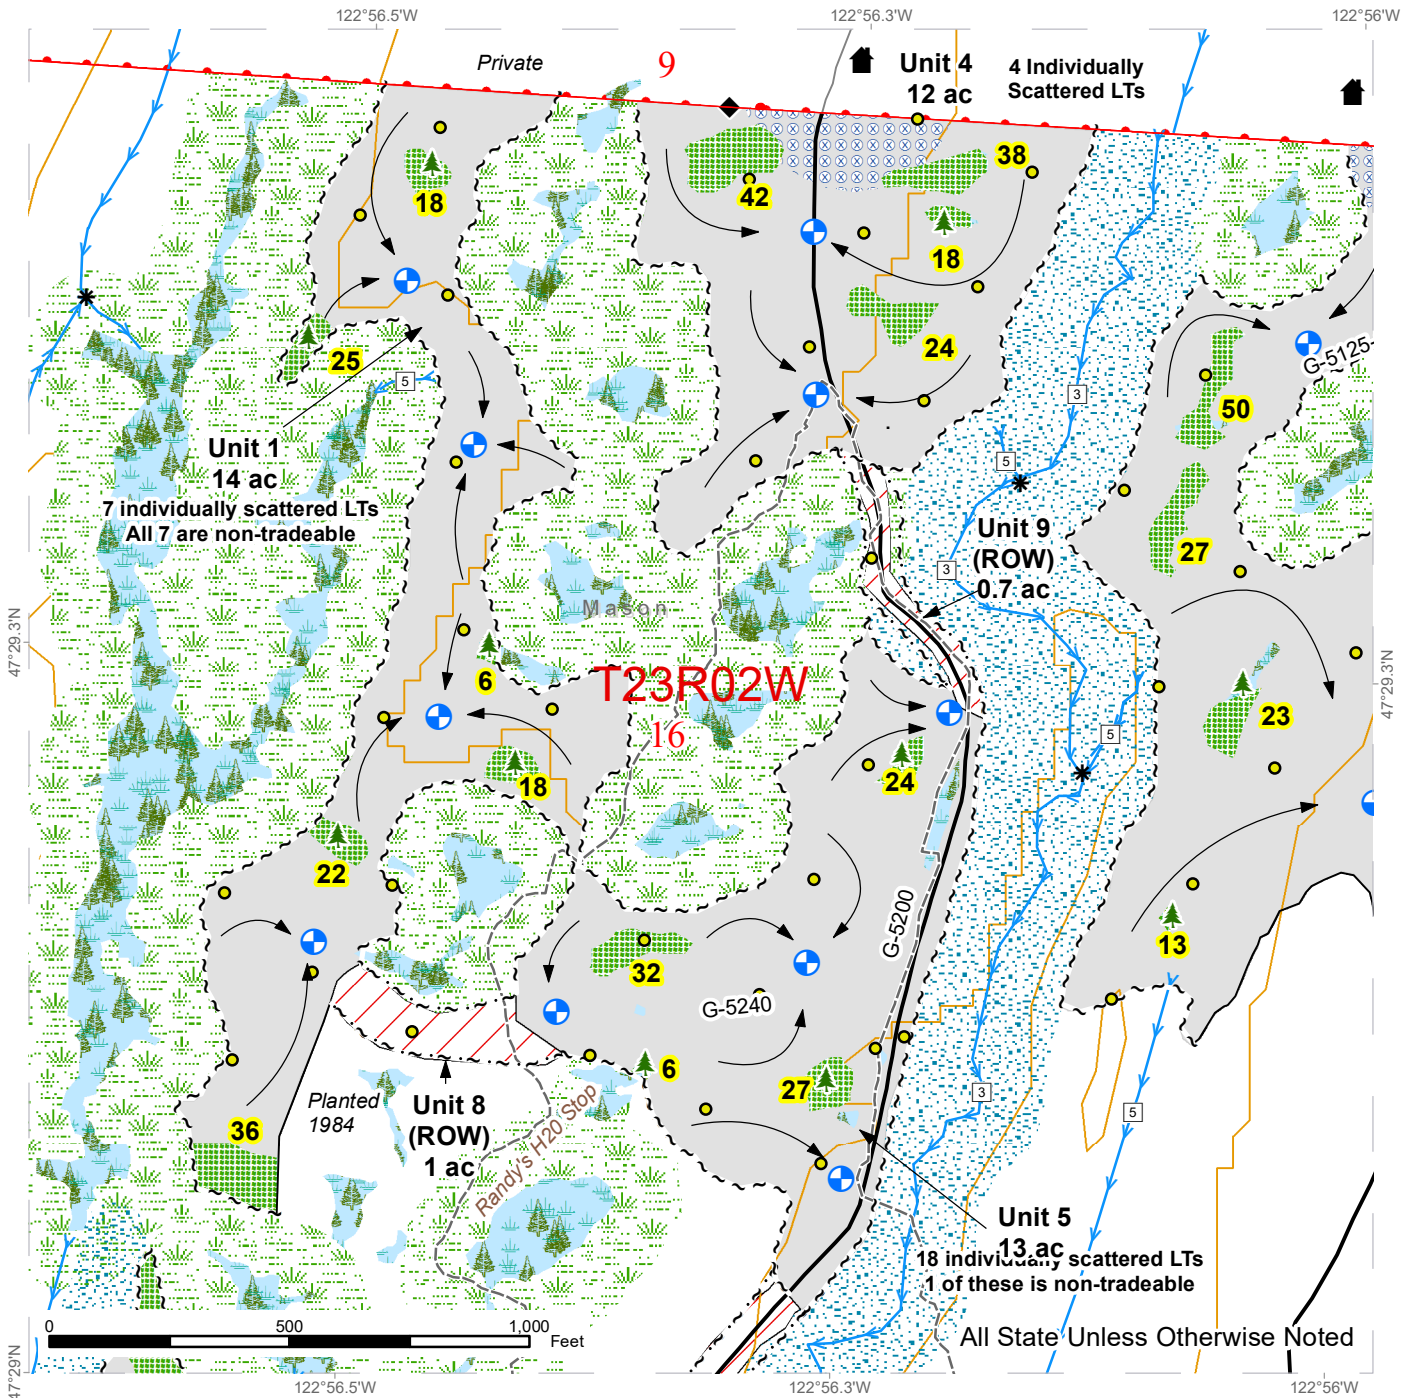 122°56.5'W
122°56.3'W
122°56'W
Private
9
Unit 4
12 ac
4 Individually
Scattered LTs
38
42
18
18
24
25
50
G-5125-
5
3
Unit 1
14 ac
7 individually scattered LTs
All 7 are non-tradeable
5
27
Unit 9
(ROW)
0.7 ac
3
Mason
47°29.3'N
47°29.3'N
6
T23R02W
16
23
5
18
24
22
13
32
G-5200
G-5240
6
27
3
5
36
Planted
1984
Unit 8
(ROW)
1 ac
Randy's H20 Stop
Unit 5
13 ac
18 individually scattered LTs
1 of these is non-tradeable
0
500
1,000
Feet
All State Unless Otherwise Noted
47°29'N
122°56.5'W
122°56.3'W
122°56'W